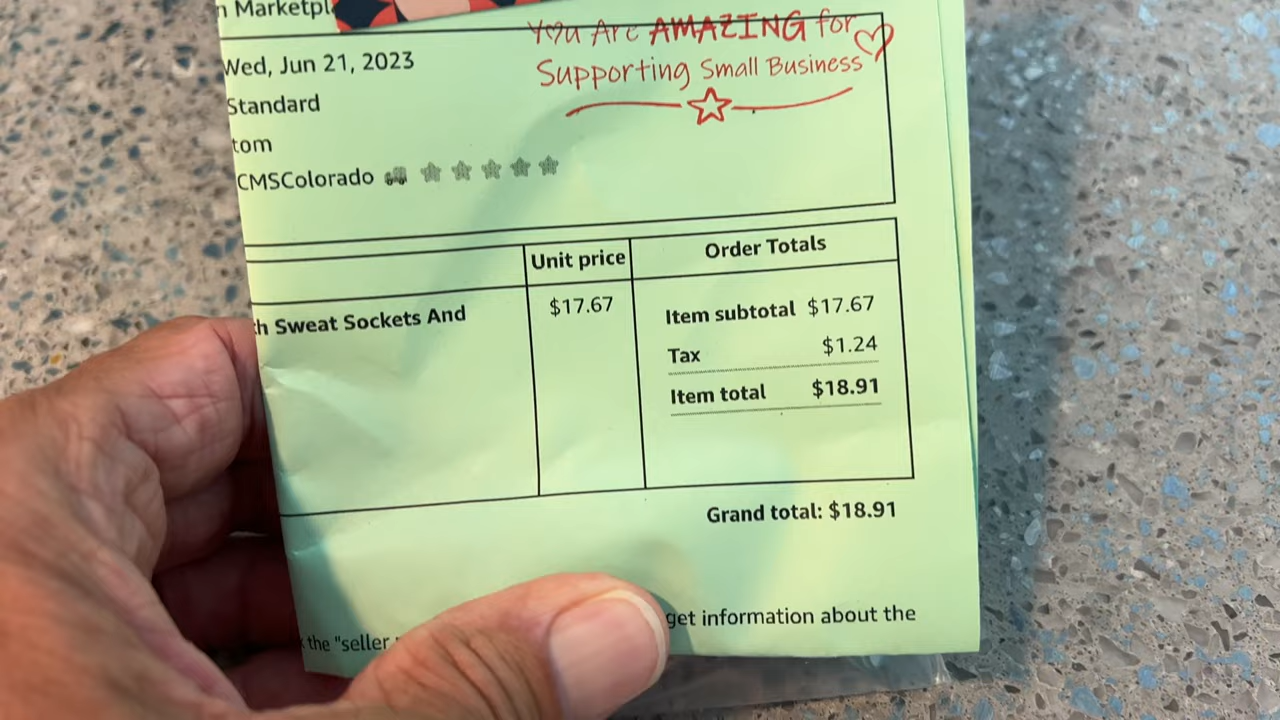 n Marketpl
You Are AMAZING for
Supporting Small Business
Wed, Jun 21, 2023
Standard
tom
CMSColorado
Unit price
Order Totals
h Sweat Sockets And
$17.67
Item subtotal $17.67
Tax $1.24
Item total $18.91
Grand total: $18.91
get information about the
the "seller